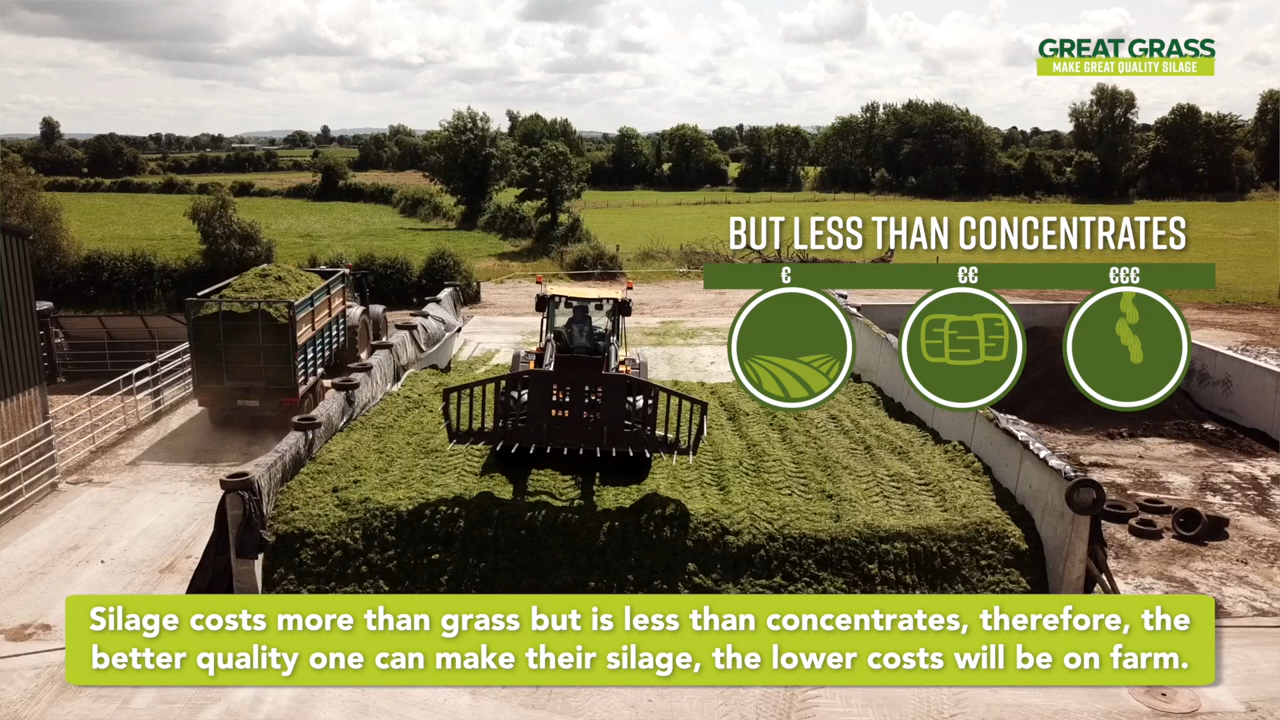 GREAT GRASS
MAKE GREAT QUALITY SILAGE
BUT LESS THAN CONCENTRATES
€ €€ €€€
Silage costs more than grass but is less than concentrates, therefore, the
better quality one can make their silage, the lower costs will be on farm.